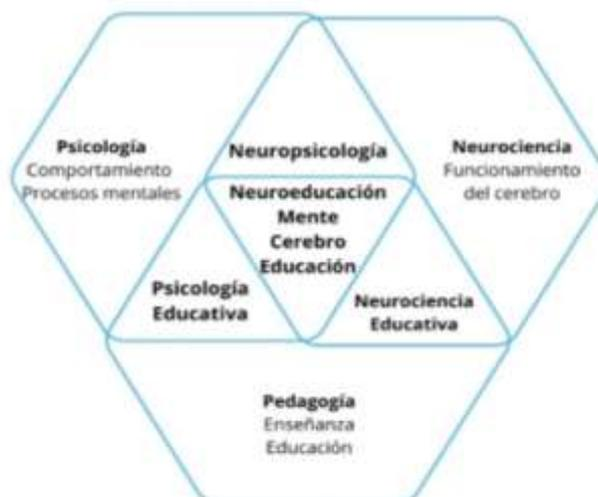 Psicología
Comportamiento
Procesos mentales
Neuropsicología
Neurociencia
Funcionamiento
del cerebro
Neuroeducación
Mente
Cerebro
Educación
Psicología
Educativa
Neurociencia
Educativa
Pedagogía
Enseñanza
Educación